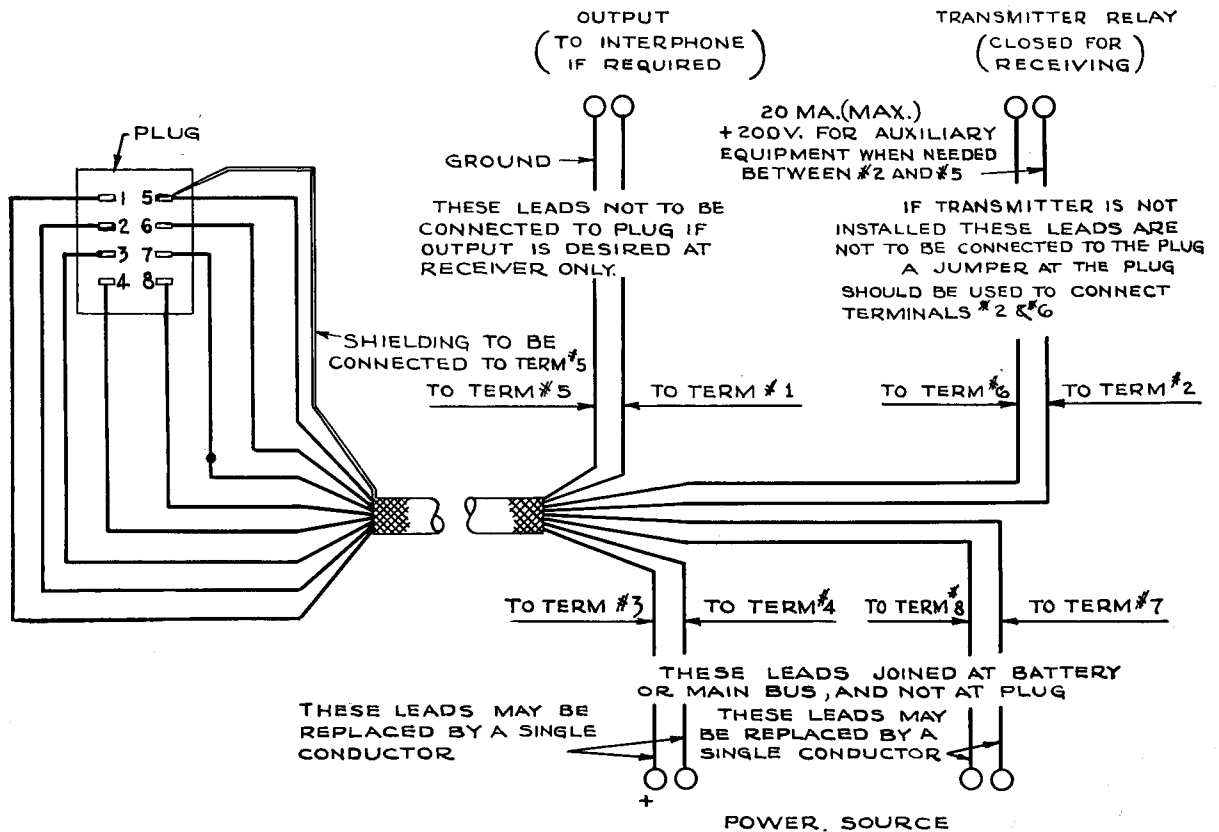 OUTPUT
(TO INTERPHONE
IF REQUIRED)
TRANSMITTER RELAY
(CLOSED FOR
RECEIVING)
PLUG
1 5
2 6
3 7
4 8
GROUND
20 MA.(MAX.)
+200V. FOR AUXILIARY
EQUIPMENT WHEN NEEDED
BETWEEN #2 AND #5
THESE LEADS NOT TO BE
CONNECTED TO PLUG IF
OUTPUT IS DESIRED AT
RECEIVER ONLY.
IF TRANSMITTER IS NOT
INSTALLED THESE LEADS ARE
NOT TO BE CONNECTED TO THE PLUG
A JUMPER AT THE PLUG
SHOULD BE USED TO CONNECT
TERMINALS #2 & #6
SHIELDING TO BE
CONNECTED TO TERM #5
TO TERM #5
TO TERM #1
TO TERM #6
TO TERM #2
TO TERM #3
TO TERM #4
TO TERM #8
TO TERM #7
THESE LEADS JOINED AT BATTERY
OR MAIN BUS, AND NOT AT PLUG
THESE LEADS MAY BE
REPLACED BY A SINGLE
CONDUCTOR
THESE LEADS MAY
BE REPLACED BY A
SINGLE CONDUCTOR
+
POWER. SOURCE